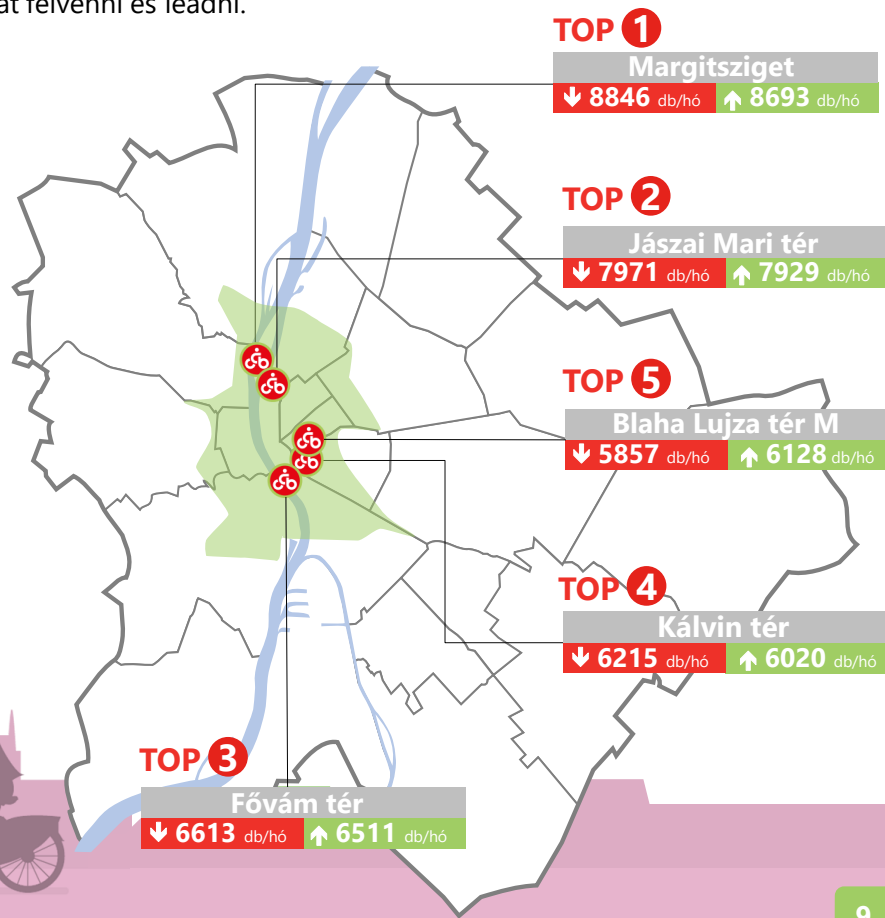 át felvenni és leadni.
TOP 1
Margitsziget
8846 db/hó 8693 db/hó
TOP 2
Jászai Mari tér
7971 db/hó 7929 db/hó
TOP 5
Blaha Lujza tér M
5857 db/hó 6128 db/hó
TOP 4
Kálvin tér
6215 db/hó 6020 db/hó
TOP 3
Fővám tér
6613 db/hó 6511 db/hó
9